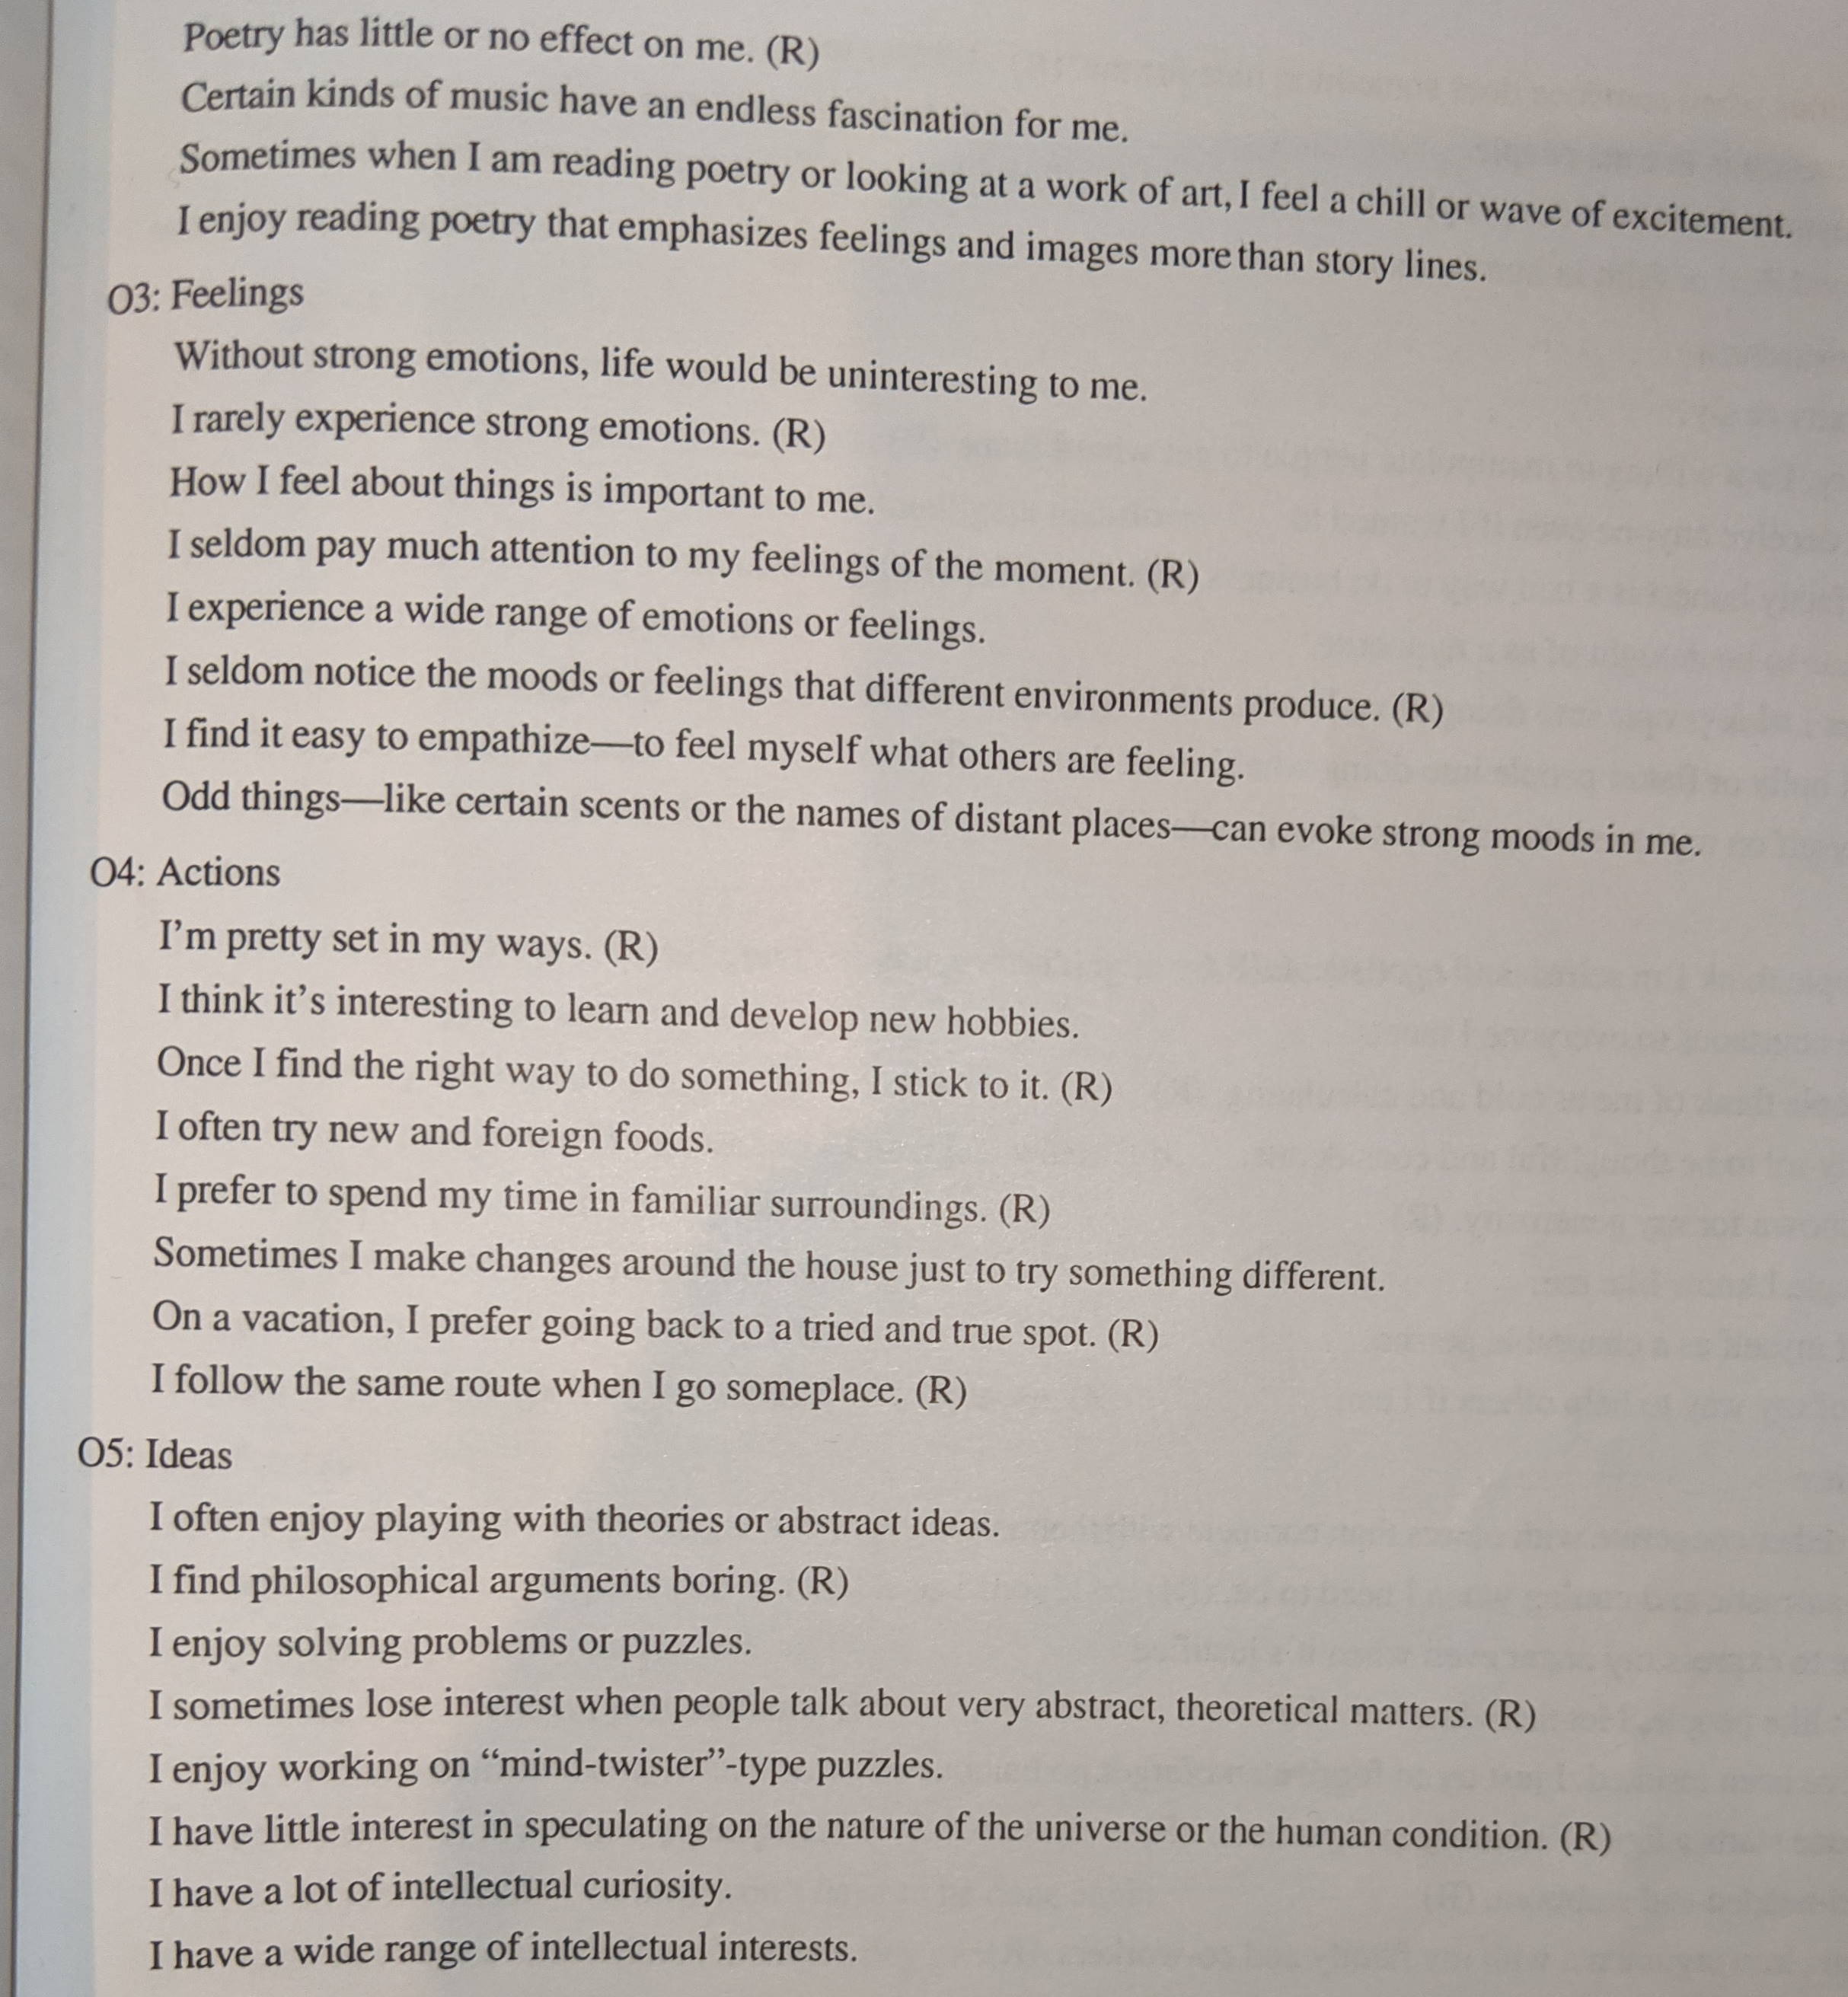 Poetry has little or no effect on me. (R)
Certain kinds of music have an endless fascination for me.
Sometimes when I am reading poetry or looking at a work of art, I feel a chill or wave of excitement.
I enjoy reading poetry that emphasizes feelings and images more than story lines.
O3: Feelings
Without strong emotions, life would be uninteresting to me.
I rarely experience strong emotions. (R)
How I feel about things is important to me.
I seldom pay much attention to my feelings of the moment. (R)
I experience a wide range of emotions or feelings.
I seldom notice the moods or feelings that different environments produce. (R)
I find it easy to empathize—to feel myself what others are feeling.
Odd things—like certain scents or the names of distant places—can evoke strong moods in me.
O4: Actions
I'm pretty set in my ways. (R)
I think it's interesting to learn and develop new hobbies.
Once I find the right way to do something, I stick to it. (R)
I often try new and foreign foods.
I prefer to spend my time in familiar surroundings. (R)
Sometimes I make changes around the house just to try something different.
On a vacation, I prefer going back to a tried and true spot. (R)
I follow the same route when I go someplace. (R)
O5: Ideas
I often enjoy playing with theories or abstract ideas.
I find philosophical arguments boring. (R)
I enjoy solving problems or puzzles.
I sometimes lose interest when people talk about very abstract, theoretical matters. (R)
I enjoy working on “mind-twister”-type puzzles.
I have little interest in speculating on the nature of the universe or the human condition. (R)
I have a lot of intellectual curiosity.
I have a wide range of intellectual interests.